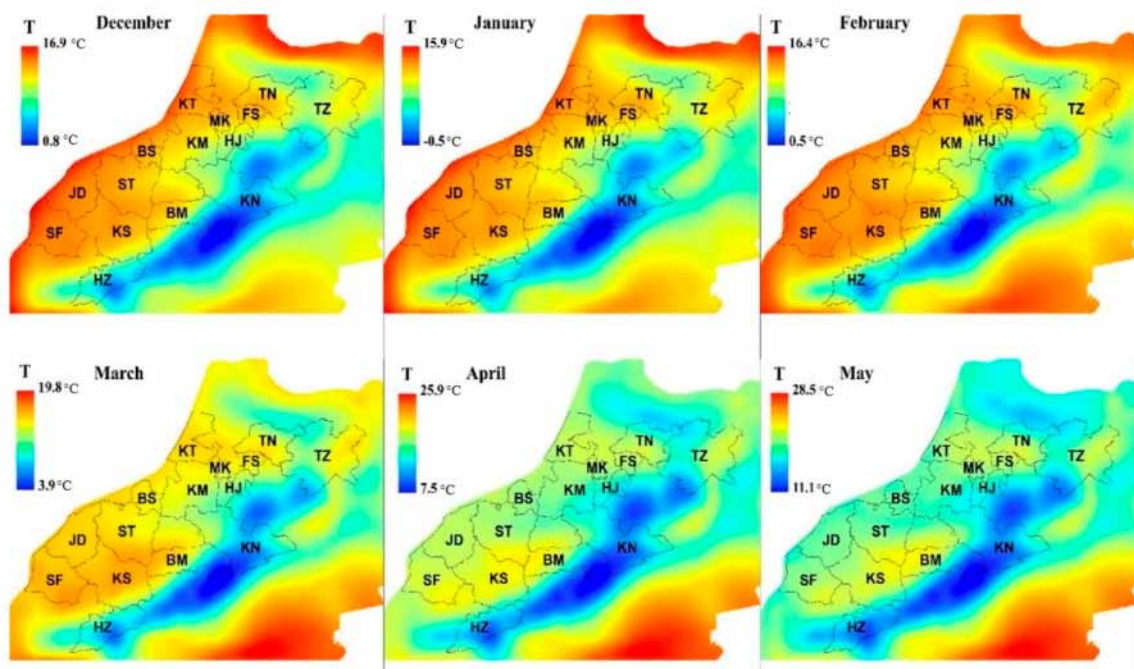 T December
16.9 °C
0.8 °C
KT
TN
MK
FS
TZ
BS
KM
HJ
JD
ST
BM
KN
SF
KS
HZ
T January
15.9 °C
-0.5 °C
KT
TN
MK
FS
TZ
BS
KM
HJ
JD
ST
BM
KN
SF
KS
HZ
T February
16.4 °C
0.5 °C
KT
TN
MK
FS
TZ
BS
KM
HJ
JD
ST
BM
KN
SF
KS
HZ
T March
19.8 °C
3.9 °C
KT
TN
MK
FS
TZ
BS
KM
HJ
JD
ST
BM
KN
SF
KS
HZ
T April
25.9 °C
7.5 °C
KT
TN
MK
FS
TZ
BS
KM
HJ
JD
ST
BM
KN
SF
KS
HZ
T May
28.5 °C
11.1 °C
KT
TN
MK
FS
TZ
BS
KM
HJ
JD
ST
BM
KN
SF
KS
HZ